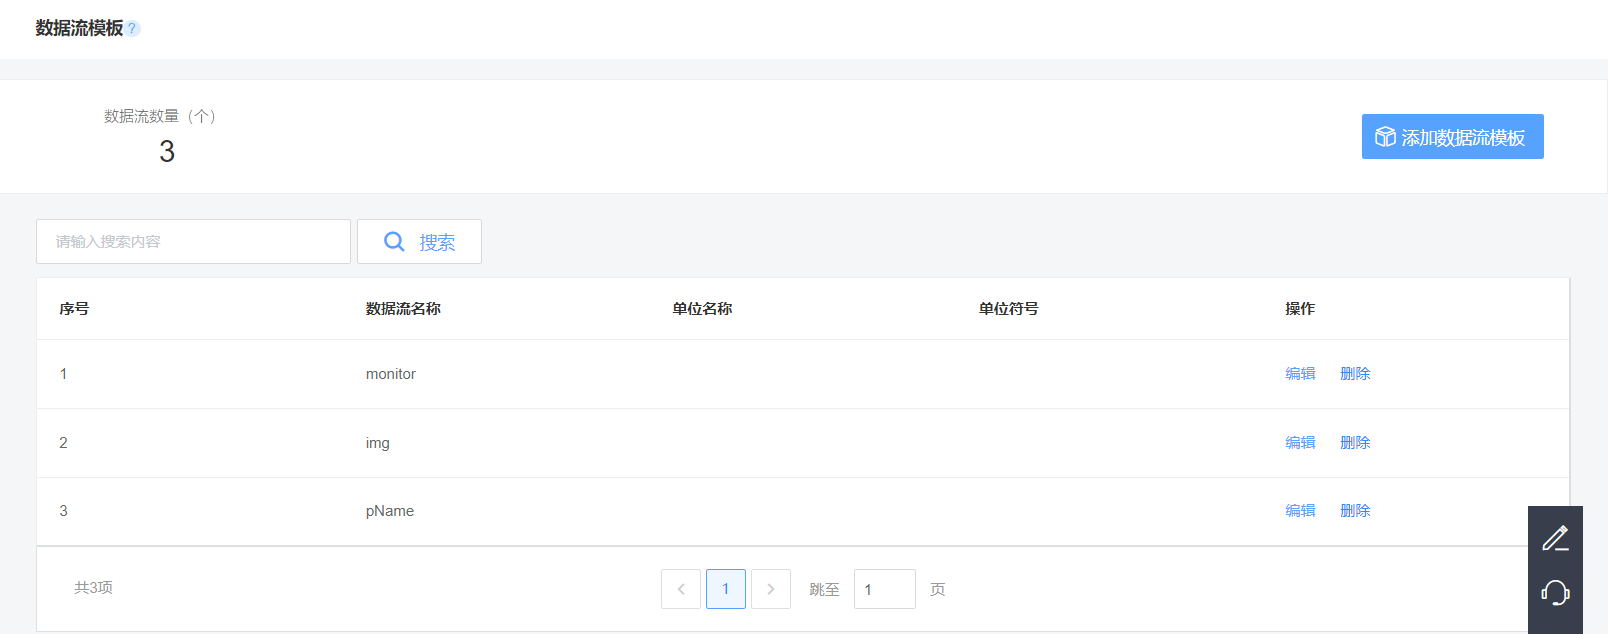 数据流模板?
数据流数量（个）
3
添加数据流模板
请输入搜索内容 搜索
序号 数据流名称 单位名称 单位符号 操作
1 monitor 编辑 删除
2 img 编辑 删除
3 pName 编辑 删除
共3项 < 1 > 跳至 1 页